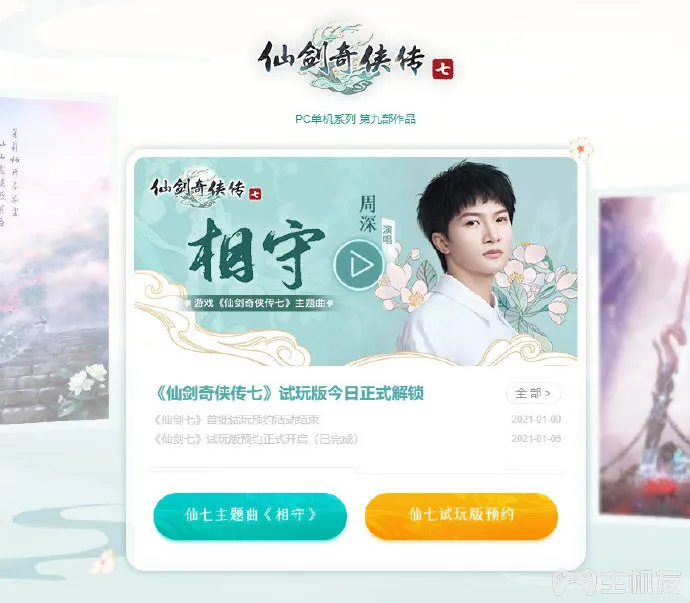 仙剑奇侠传 七
PC单机系列 第九部作品
仙剑奇侠传 七
周深
演唱
相守
游戏《仙剑奇侠传七》主题曲
《仙剑奇侠传七》试玩版今日正式解锁
全部>
《仙剑七》首批试玩预约活动结束
2021-01-09
《仙剑七》试玩版预约正式开启（已完成）
2021-01-06
仙七主题曲《相守》
仙七试玩版预约
主机友